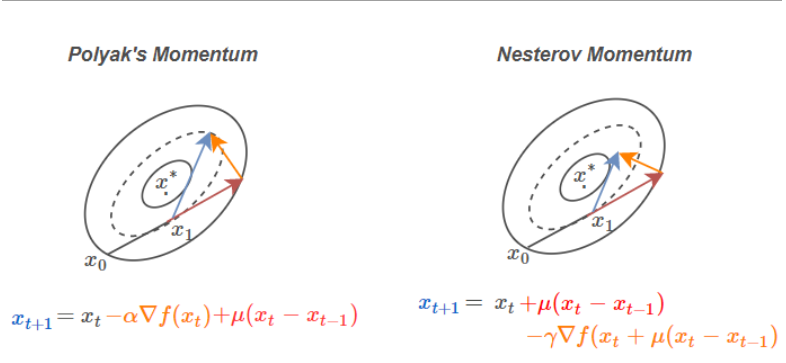 Polyak's Momentum
x*
x₁
x₀
xₜ₊₁ = xₜ −α∇f(xₜ)+μ(xₜ − xₜ₋₁)
Nesterov Momentum
x*
x₁
x₀
xₜ₊₁ = xₜ +μ(xₜ − xₜ₋₁)
−γ∇f(xₜ + μ(xₜ − xₜ₋₁)